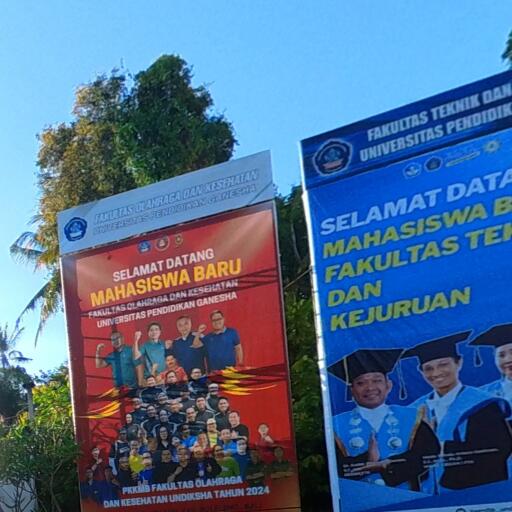 FAKULTAS OLAHRAGA DAN KESEHATAN
UNIVERSITAS PENDIDIKAN GANESHA
SELAMAT DATANG
MAHASISWA BARU
FAKULTAS OLAHRAGA DAN KESEHATAN
UNIVERSITAS PENDIDIKAN GANESHA
PKKMB FAKULTAS OLAHRAGA
DAN KESEHATAN UNDIKSHA TAHUN 2024
FAKULTAS TEKNIK DAN
UNIVERSITAS PENDIDIK
SELAMAT DATA
MAHASISWA B
FAKULTAS TE
DAN
KEJURUAN